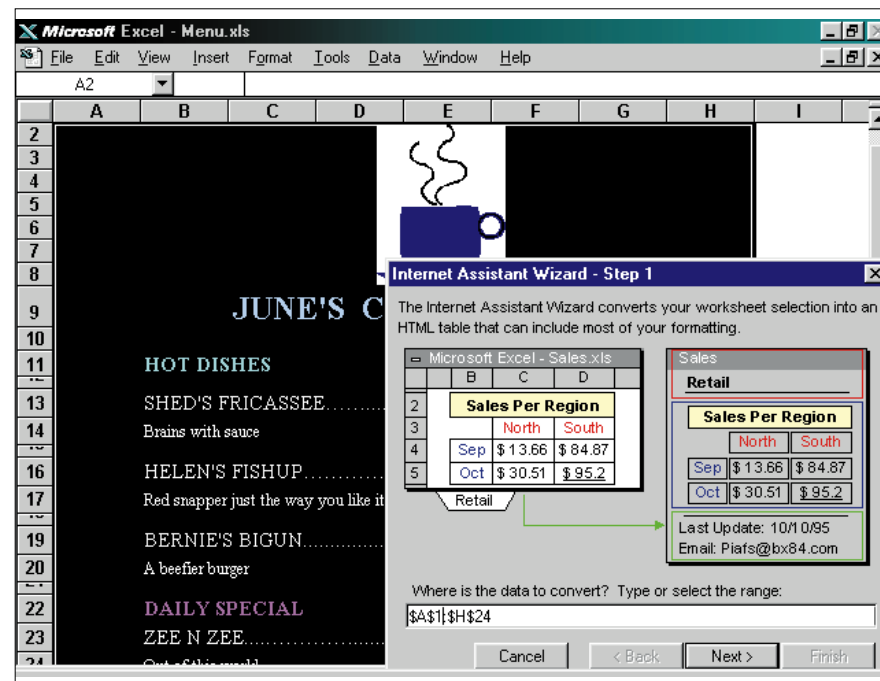 Microsoft Excel - Menu.xls
File Edit View Insert Format Tools Data Window Help
A2
A B C D E F G H I
2
3
4
5
6
7
8
9 JUNE'S C
10
11 HOT DISHES
13 SHED'S FRICASSEE...........
14 Brains with sauce
16 HELEN'S FISHUP..............
17 Red snapper just the way you like it
19 BERNIE'S BIGUN...............
20 A beefier burger
22 DAILY SPECIAL
23 ZEE N ZEE.......................
24 Out of this world
Internet Assistant Wizard - Step 1
The Internet Assistant Wizard converts your worksheet selection into an
HTML table that can include most of your formatting.
Microsoft Excel - Sales.xls
B C D
2 Sales Per Region
3 North South
4 Sep $ 13.66 $ 84.87
5 Oct $ 30.51 $ 95.2
Retail
Sales
Retail
Sales Per Region
North South
Sep $ 13.66 $ 84.87
Oct $ 30.51 $ 95.2
Last Update: 10/10/95
Email: Piafs@bx84.com
Where is the data to convert? Type or select the range:
$A$1:$H$24
Cancel < Back Next > Finish